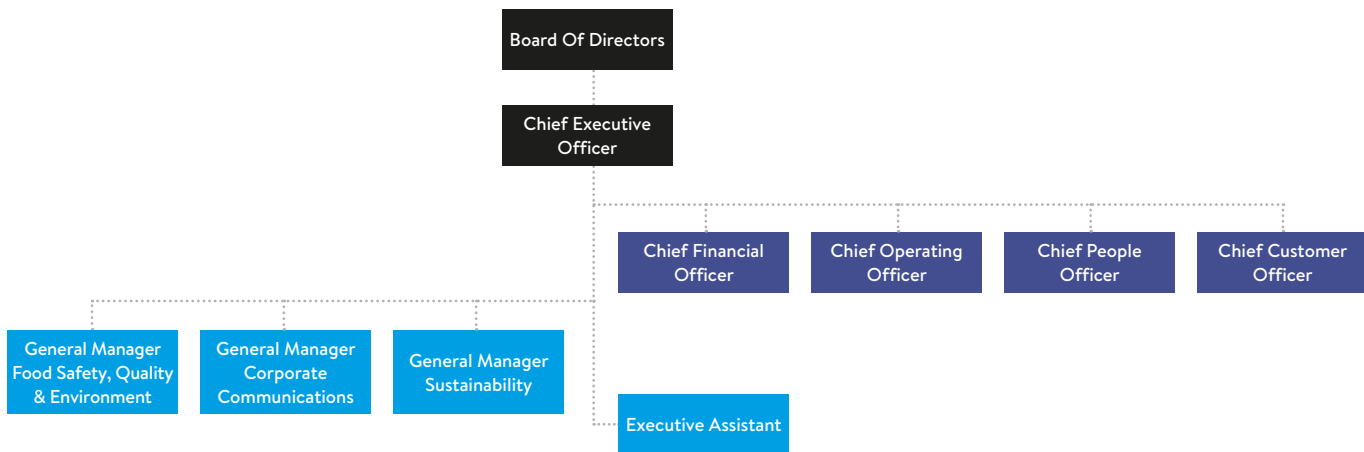 Board Of Directors
Chief Executive
Officer
Chief Financial
Officer
Chief Operating
Officer
Chief People
Officer
Chief Customer
Officer
General Manager
Food Safety, Quality
& Environment
General Manager
Corporate
Communications
General Manager
Sustainability
Executive Assistant